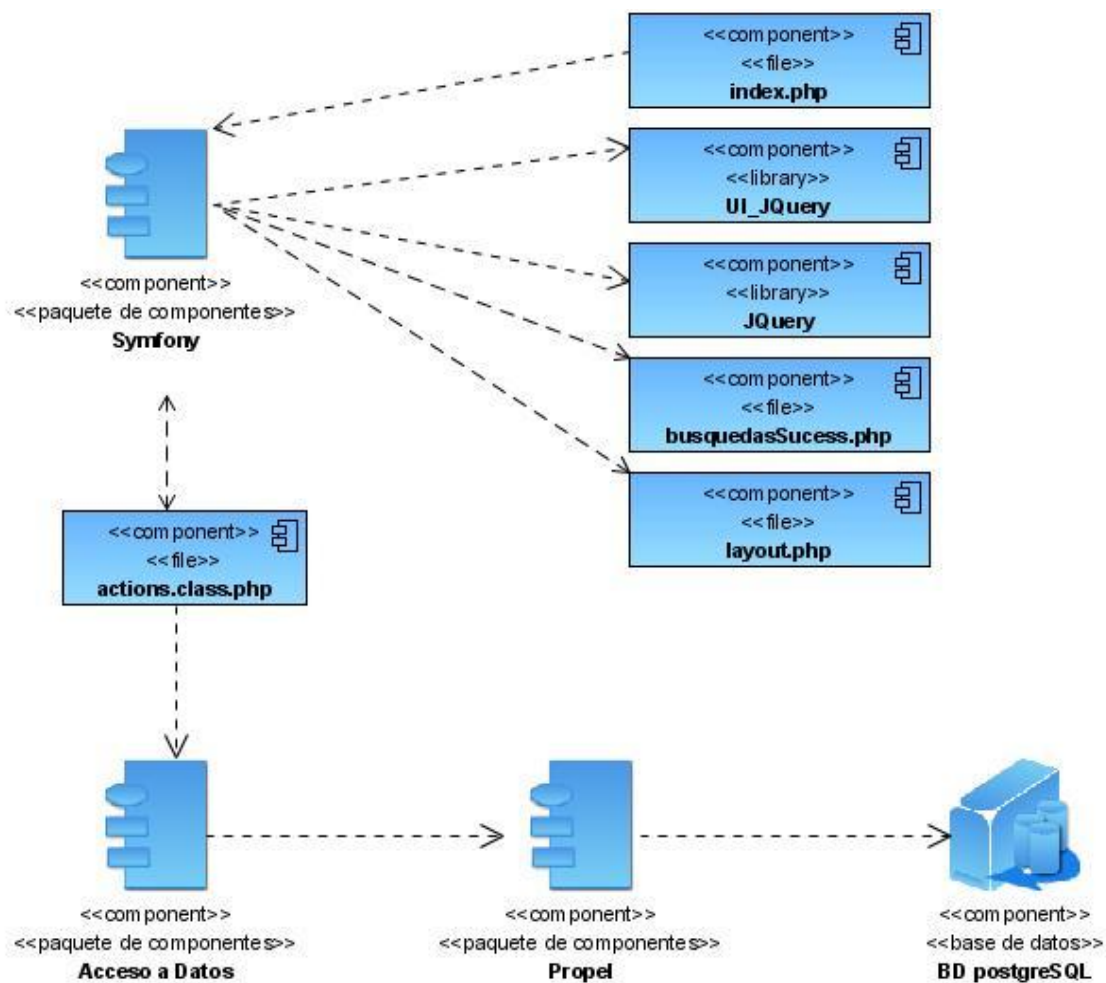 <<component>>
<<file>>
index.php
<<component>>
<<library>>
UI_JQuery
<<component>>
<<paquete de componentes>>
Symfony
<<component>>
<<library>>
JQuery
<<component>>
<<file>>
busquedasSucess.php
<<component>>
<<file>>
layout.php
<<component>>
<<file>>
actions.class.php
<<component>>
<<paquete de componentes>>
Acceso a Datos
<<component>>
<<paquete de componentes>>
Propel
<<component>>
<<base de datos>>
BD postgreSQL